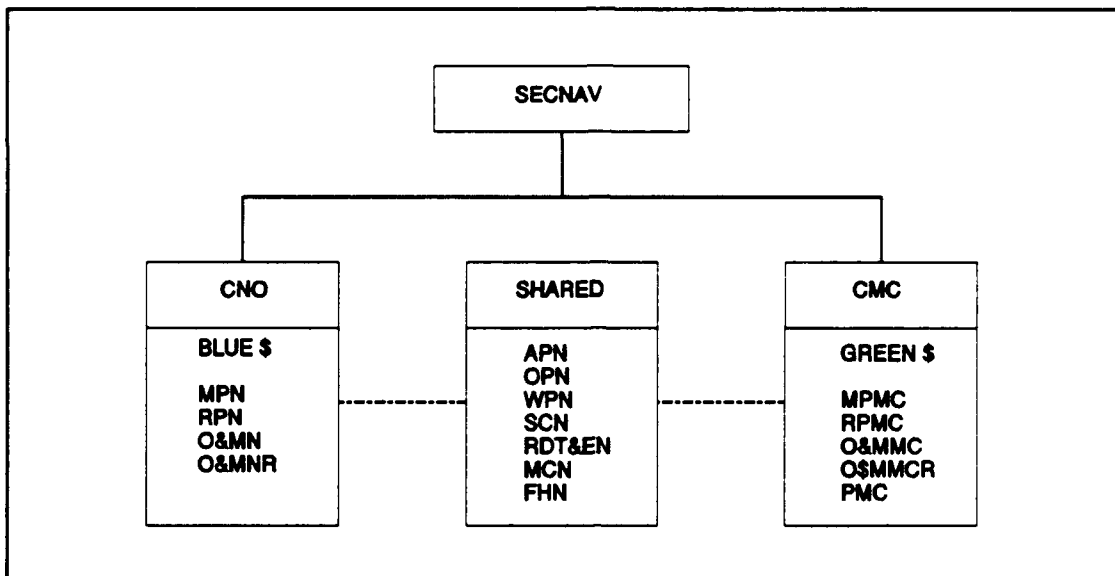 SECNAV
CNO
BLUE $
MPN
RPN
O&MN
O&MNR
SHARED
APN
OPN
WPN
SCN
RDT&EN
MCN
FHN
CMC
GREEN $
MPMC
RPMC
O&MMC
O$MMCR
PMC